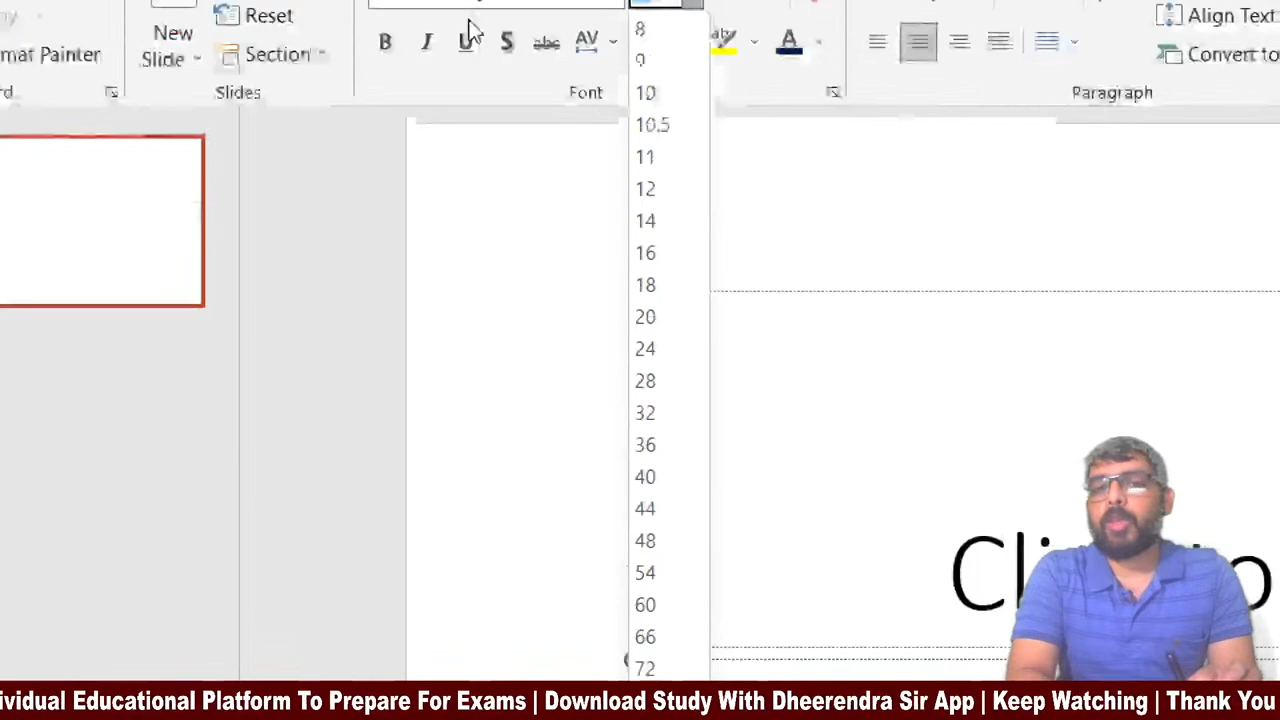 Reset
Align Text
New
Slide
Section
B I U S abc AV A
Convert to
mat Painter
Slides
Font
Paragraph
8
9
10
10.5
11
12
14
16
18
20
24
28
32
36
40
44
48
54
60
66
72
ividual Educational Platform To Prepare For Exams | Download Study With Dheerendra Sir App | Keep Watching | Thank You